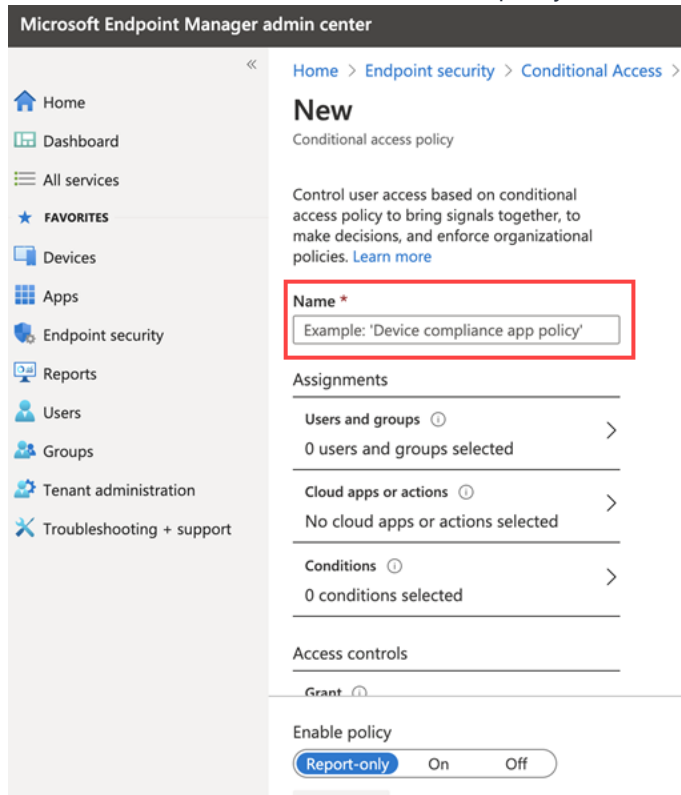 Microsoft Endpoint Manager admin center
«
Home > Endpoint security > Conditional Access >
Home
Dashboard
All services
FAVORITES
Devices
Apps
Endpoint security
Reports
Users
Groups
Tenant administration
Troubleshooting + support
New
Conditional access policy
Control user access based on conditional
access policy to bring signals together, to
make decisions, and enforce organizational
policies. Learn more
Name *
Example: 'Device compliance app policy'
Assignments
Users and groups
0 users and groups selected
Cloud apps or actions
No cloud apps or actions selected
Conditions
0 conditions selected
Access controls
Grant
Enable policy
Report-only On Off